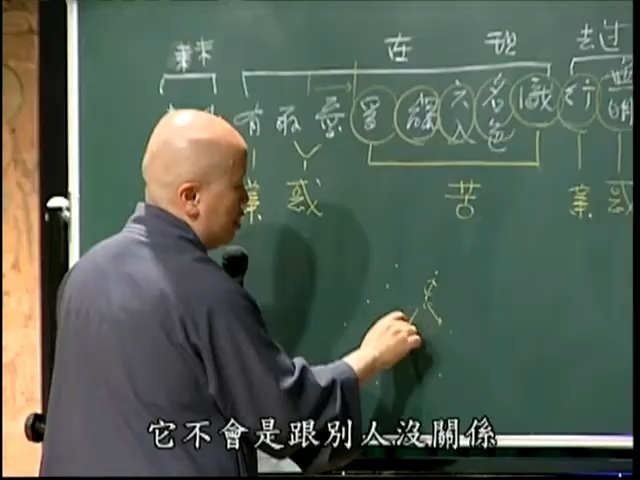 未來 在 現 去过
有 取 愛 受 觸 六入 名色 識 行 無明
業 惑 苦 業 惑
它不會是跟別人沒關係